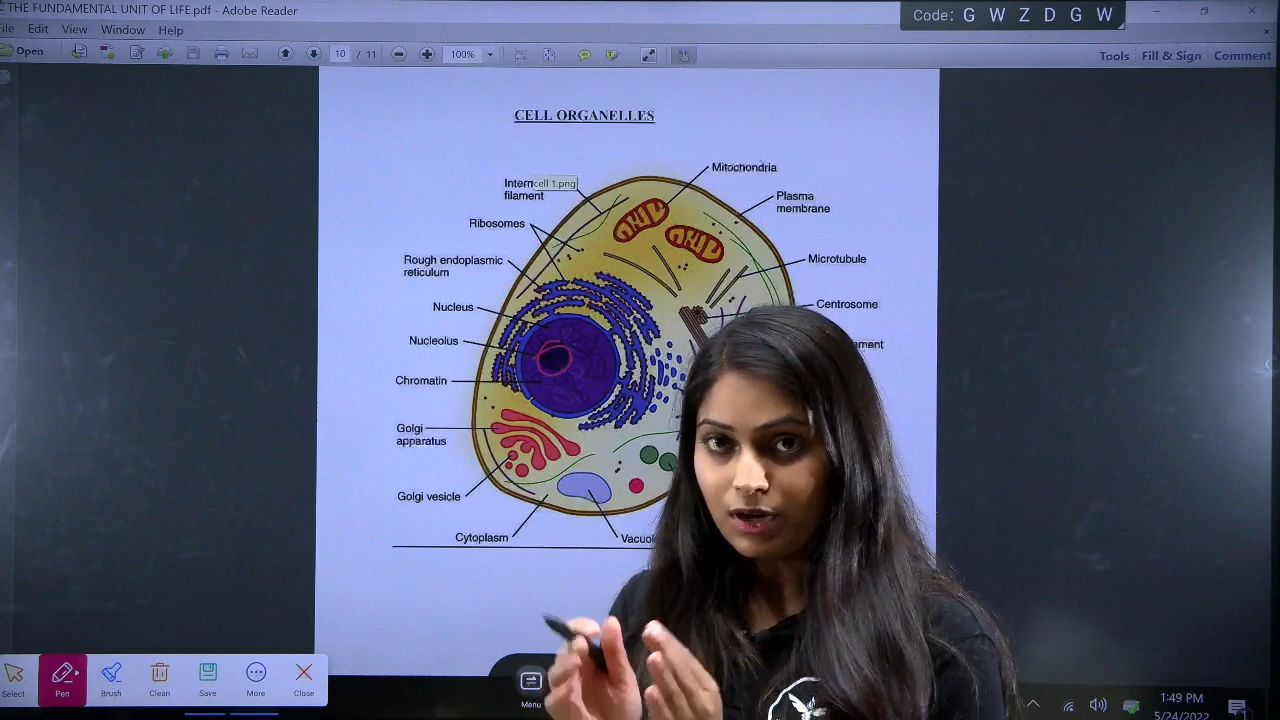 THE FUNDAMENTAL UNIT OF LIFE.pdf - Adobe Reader
Code: G W Z D G W
File Edit View Window Help
Open 10 / 11 100% Tools Fill & Sign Comment
CELL ORGANELLES
Mitochondria
cell 1.png
filament
Plasma
membrane
Ribosomes
Rough endoplasmic
reticulum
Microtubule
Nucleus
Centrosome
Nucleolus
Chromatin
Golgi
apparatus
Golgi vesicle
Cytoplasm
Select Pen Brush Clean Save More Close
Menu
1:49 PM
5/24/2022